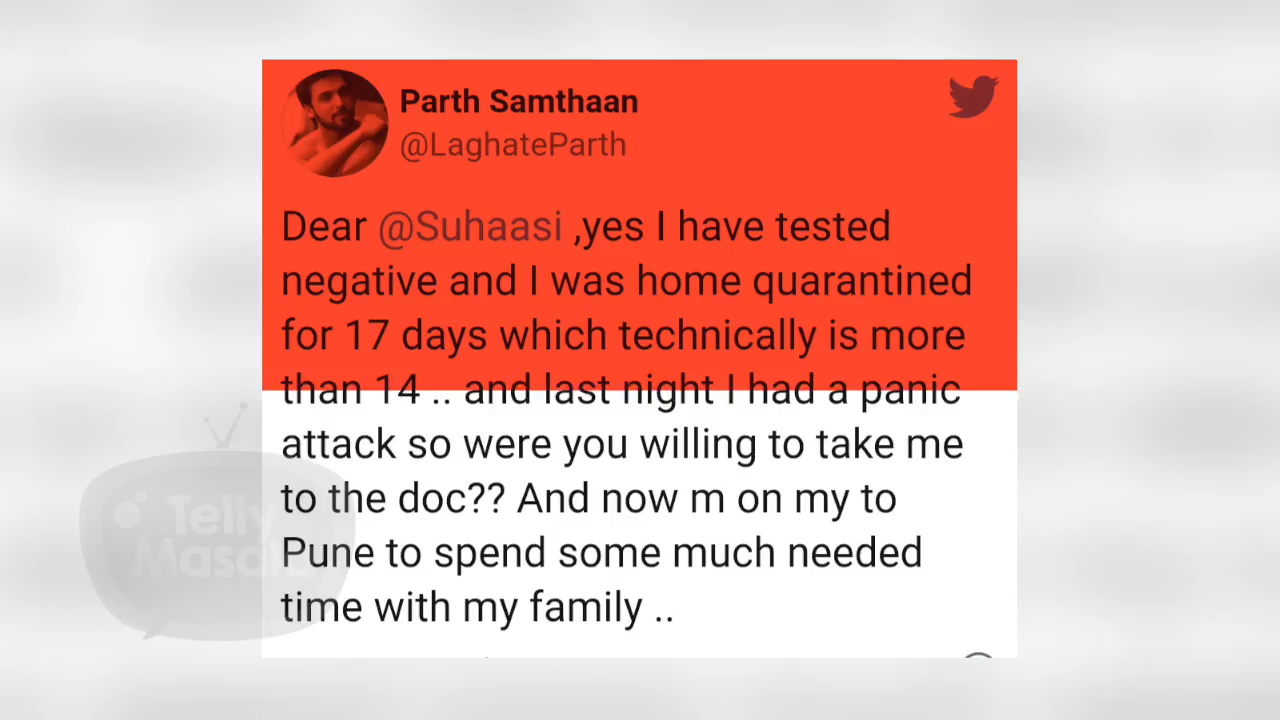 Parth Samthaan
@LaghateParth
Dear @Suhaasi ,yes I have tested
negative and I was home quarantined
for 17 days which technically is more
than 14 .. and last night I had a panic
attack so were you willing to take me
to the doc?? And now m on my to
Pune to spend some much needed
time with my family ..
Telly
Masala